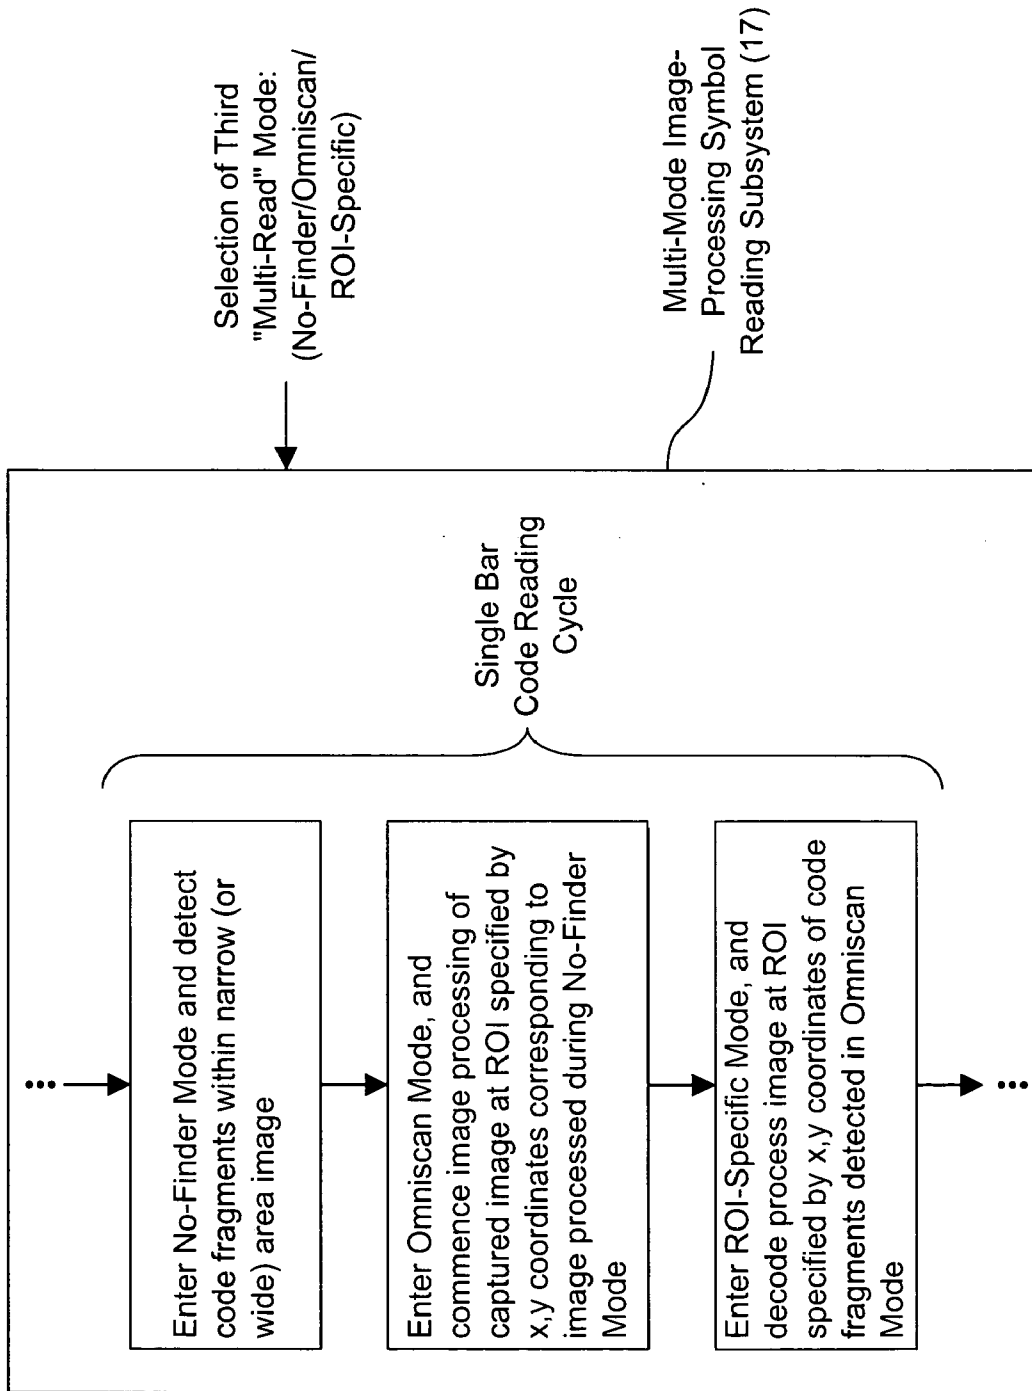 Selection of Third
"Multi-Read" Mode:
(No-Finder/Omniscan/
ROI-Specific)
Multi-Mode Image-
Processing Symbol
Reading Subsystem (17)
Single Bar
Code Reading
Cycle
Enter No-Finder Mode and detect
code fragments within narrow (or
wide) area image
Enter Omniscan Mode, and
commence image processing of
captured image at ROI specified by
x,y coordinates corresponding to
image processed during No-Finder
Mode
Enter ROI-Specific Mode, and
decode process image at ROI
specified by x,y coordinates of code
fragments detected in Omniscan
Mode